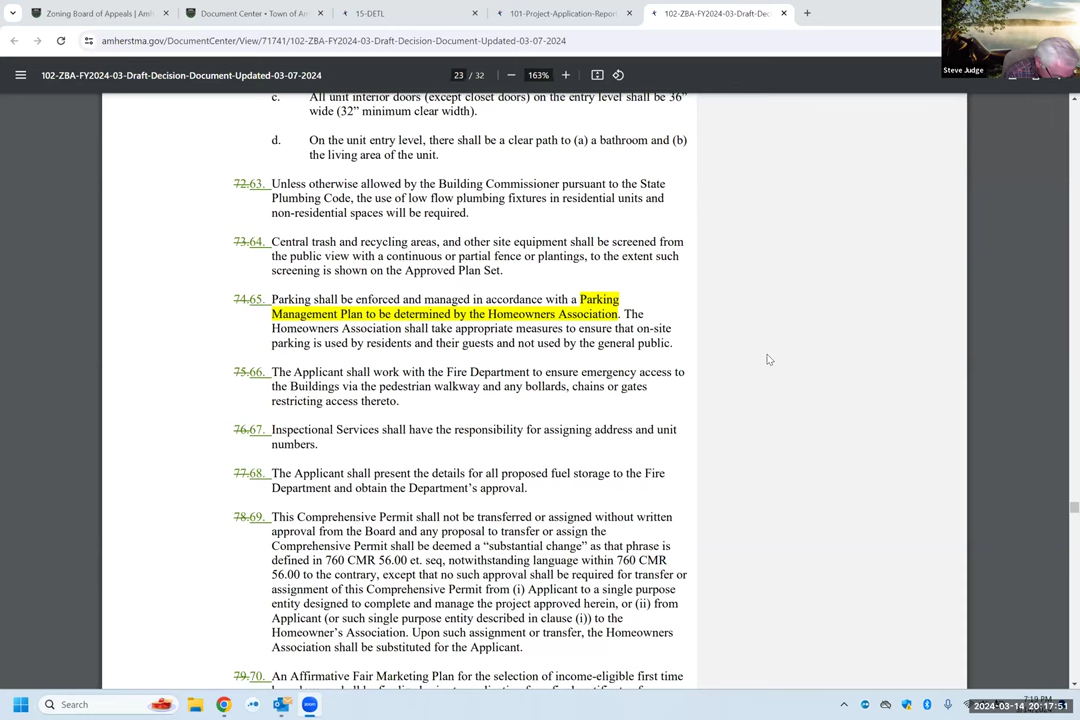 Zoning Board of Appeals | Amh
Document Center • Town of Am
15-DETL
101-Project-Application-Report
102-ZBA-FY2024-03-Draft-Deci
amherstma.gov/DocumentCenter/View/71741/102-ZBA-FY2024-03-Draft-Decision-Document-Updated-03-07-2024
Steve Judge
102-ZBA-FY2024-03-Draft-Decision-Document-Updated-03-07-2024
23 / 32
163%
c. All unit interior doors (except closet doors) on the entry level shall be 36”
wide (32” minimum clear width).
d. On the unit entry level, there shall be a clear path to (a) a bathroom and (b)
the living area of the unit.
72.63. Unless otherwise allowed by the Building Commissioner pursuant to the State
Plumbing Code, the use of low flow plumbing fixtures in residential units and
non-residential spaces will be required.
73.64. Central trash and recycling areas, and other site equipment shall be screened from
the public view with a continuous or partial fence or plantings, to the extent such
screening is shown on the Approved Plan Set.
74.65. Parking shall be enforced and managed in accordance with a Parking
Management Plan to be determined by the Homeowners Association. The
Homeowners Association shall take appropriate measures to ensure that on-site
parking is used by residents and their guests and not used by the general public.
75.66. The Applicant shall work with the Fire Department to ensure emergency access to
the Buildings via the pedestrian walkway and any bollards, chains or gates
restricting access thereto.
76.67. Inspectional Services shall have the responsibility for assigning address and unit
numbers.
77.68. The Applicant shall present the details for all proposed fuel storage to the Fire
Department and obtain the Department’s approval.
78.69. This Comprehensive Permit shall not be transferred or assigned without written
approval from the Board and any proposal to transfer or assign the
Comprehensive Permit shall be deemed a “substantial change” as that phrase is
defined in 760 CMR 56.00 et. seq, notwithstanding language within 760 CMR
56.00 to the contrary, except that no such approval shall be required for transfer or
assignment of this Comprehensive Permit from (i) Applicant to a single purpose
entity designed to complete and manage the project approved herein, or (ii) from
Applicant (or such single purpose entity described in clause (i)) to the
Homeowner’s Association. Upon such assignment or transfer, the Homeowners
Association shall be substituted for the Applicant.
79.70. An Affirmative Fair Marketing Plan for the selection of income-eligible first time
Search
2024-03-14 20:17:51